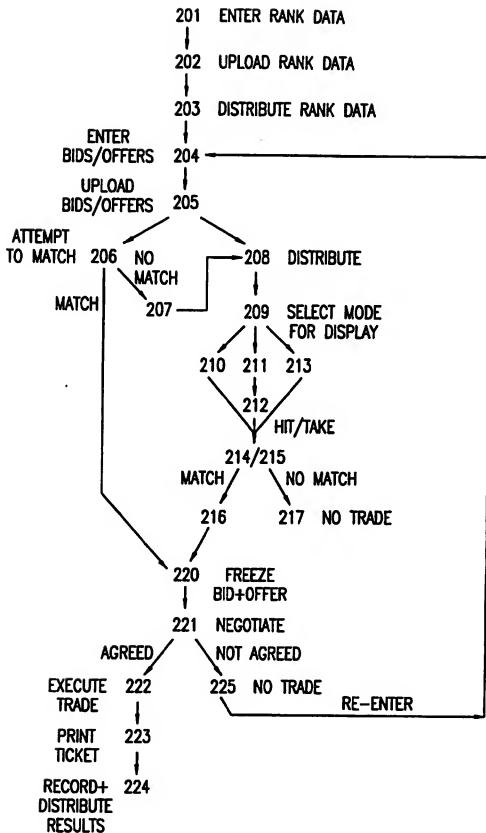 201 ENTER RANK DATA
202 UPLOAD RANK DATA
203 DISTRIBUTE RANK DATA
ENTER
BIDS/OFFERS 204
UPLOAD
BIDS/OFFERS 205
ATTEMPT
TO MATCH 206 NO
MATCH
208 DISTRIBUTE
MATCH
207
209 SELECT MODE
FOR DISPLAY
210 211 213
212
HIT/TAKE
214/215
MATCH NO MATCH
216 217 NO TRADE
220 FREEZE
BID+OFFER
221 NEGOTIATE
AGREED NOT AGREED
EXECUTE 222
TRADE
225 NO TRADE
RE-ENTER
PRINT 223
TICKET
RECORD+ 224
DISTRIBUTE
RESULTS